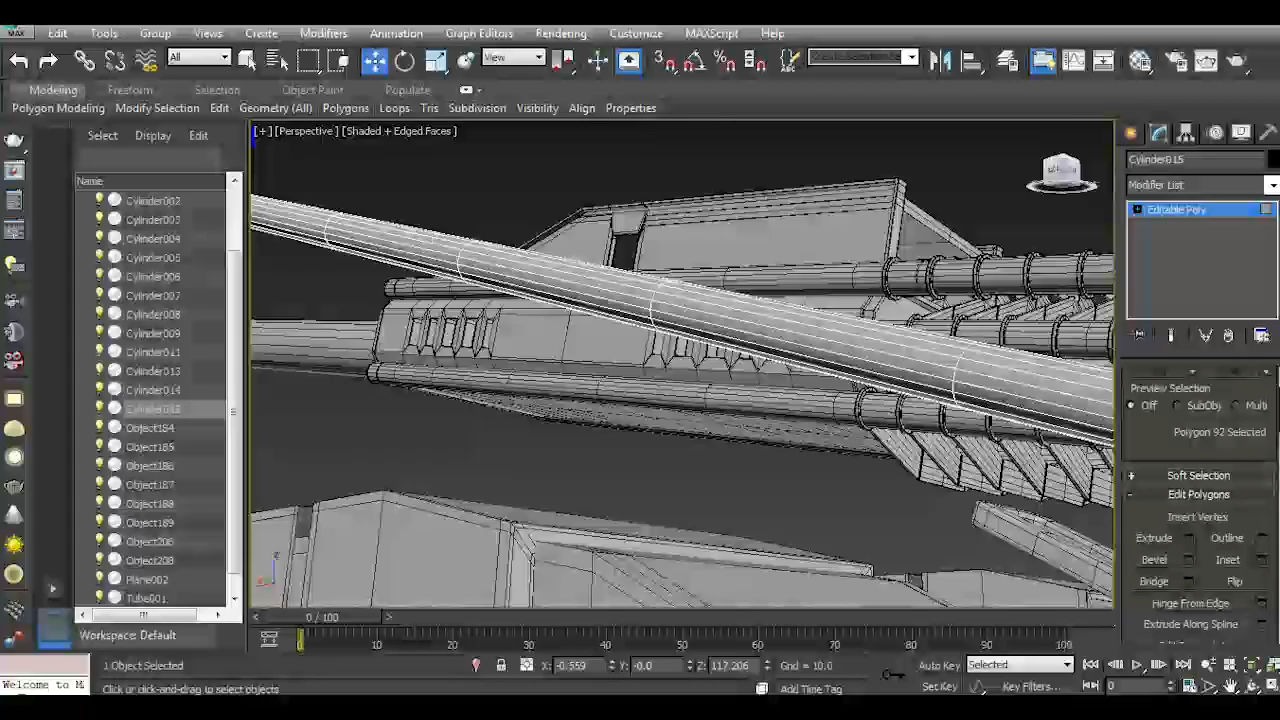 MAX Edit Tools Group Views Create Modifiers Animation Graph Editors Rendering Customize MAXScript Help
All View
Modeling Freeform Selection Object Paint Populate
Polygon Modeling Modify Selection Edit Geometry (All) Polygons Loops Tris Subdivision Visibility Align Properties
Select Display Edit
[+] [Perspective] [Shaded + Edged Faces]
Name
Cylinder002
Cylinder003
Cylinder004
Cylinder005
Cylinder006
Cylinder007
Cylinder008
Cylinder009
Cylinder011
Cylinder013
Cylinder014
Cylinder015
Object184
Object185
Object186
Object187
Object188
Object189
Object206
Object208
Plane002
Tube001
Workspace: Default
Cylinder015
Modifier List
Editable Poly
Preview Selection
Off SubObj Multi
Polygon 92 Selected
+ Soft Selection
- Edit Polygons
Insert Vertex
Extrude Outline
Bevel Inset
Bridge Flip
Hinge From Edge
Extrude Along Spline
< 0 / 100 >
0 10 20 30 40 50 60 70 80 90 100
1 Object Selected X: -0.559 Y: -0.0 Z: 117.206 Grid = 10.0 Auto Key Selected
Welcome to M Click or click-and-drag to select objects Add Time Tag Set Key Key Filters... 0